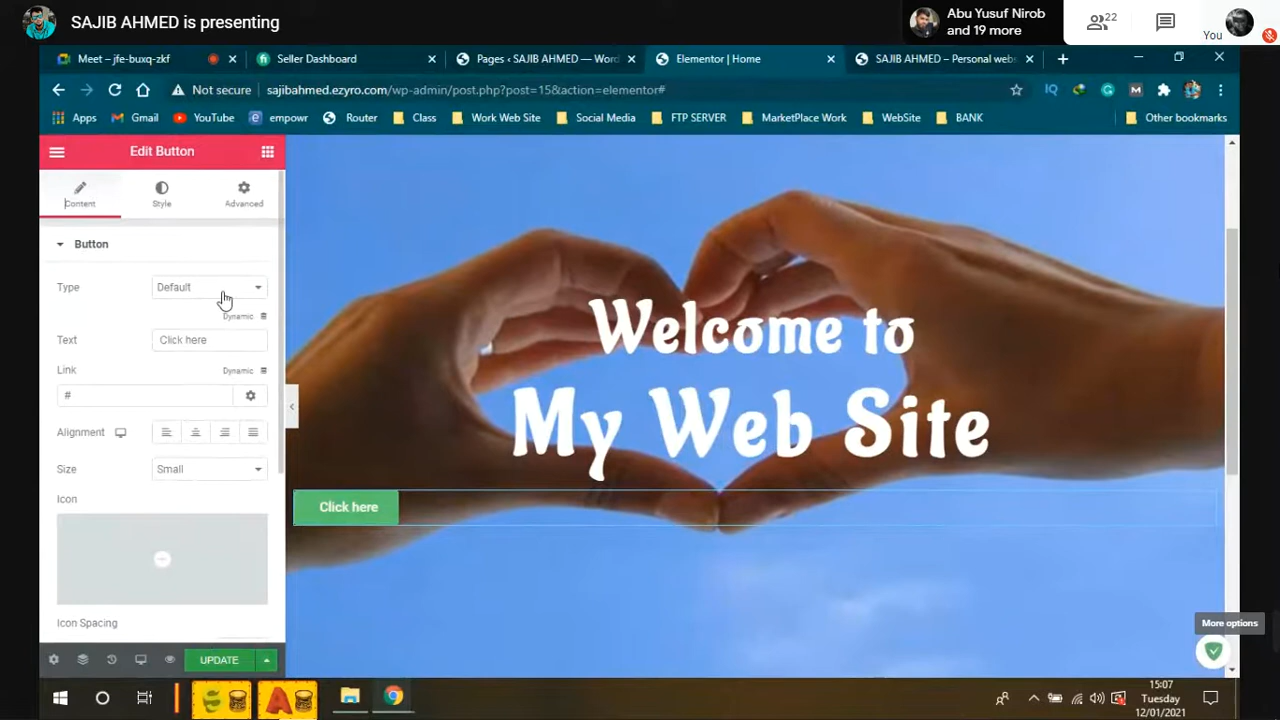 SAJIB AHMED is presenting
Abu Yusuf Nirob
and 19 more
22
You
Meet – jfe-buxq-zkf
Seller Dashboard
Pages ‹ SAJIB AHMED — Word
Elementor | Home
SAJIB AHMED – Personal webs
Not secure
sajibahmed.ezyro.com/wp-admin/post.php?post=15&action=elementor#
Apps
Gmail
YouTube
empowr
Router
Class
Work Web Site
Social Media
FTP SERVER
MarketPlace Work
WebSite
BANK
Other bookmarks
Edit Button
Content
Style
Advanced
Button
Type
Default
Dynamic
Text
Click here
Link
Dynamic
#
Alignment
Size
Small
Icon
Icon Spacing
UPDATE
Welcome to
My Web Site
Click here
More options
15:07
Tuesday
12/01/2021